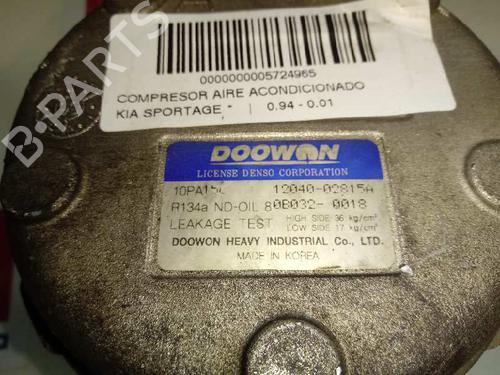 0000000005724965
COMPRESOR AIRE ACONDICIONADO
KIA SPORTAGE * | 0.94 - 0.01
B-PARTS
DOOWON
LICENSE DENSO CORPORATION
10PA15C 12040-02815A
R134a ND-OIL 8 0B032- 0018
LEAKAGE TEST HIGH SIDE 36 kg/cm²
LOW SIDE 17 kg/cm²
DOOWON HEAVY INDUSTRIAL Co., LTD.
MADE IN KOREA